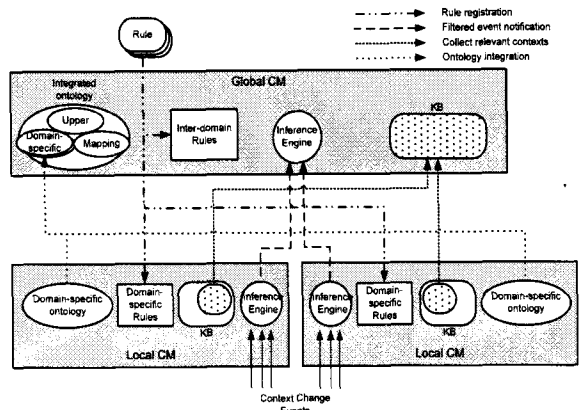 Rule registration
Filtered event notification
Collect relevant contexts
Ontology integration
Rule
Global CM
Integrated
ontology
Upper
Domain-
specific
Mapping
Inter-domain
Rules
Inference
Engine
KB
Domain-specific
ontology
Domain-
specific
Rules
KB
Inference
Engine
Local CM
Inference
Engine
Domain-
specific
Rules
KB
Domain-specific
ontology
Local CM
Context Change